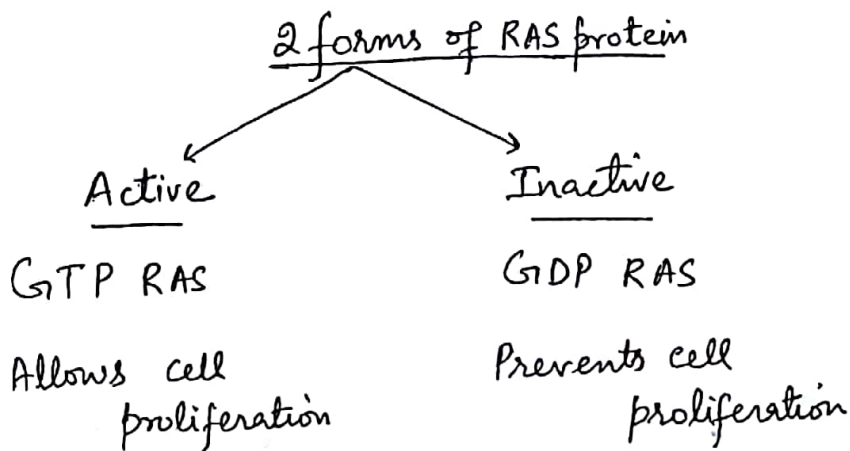 2 forms of RAS protein
Active
Inactive
GTP RAS
GDP RAS
Allows cell
proliferation
Prevents cell
proliferation